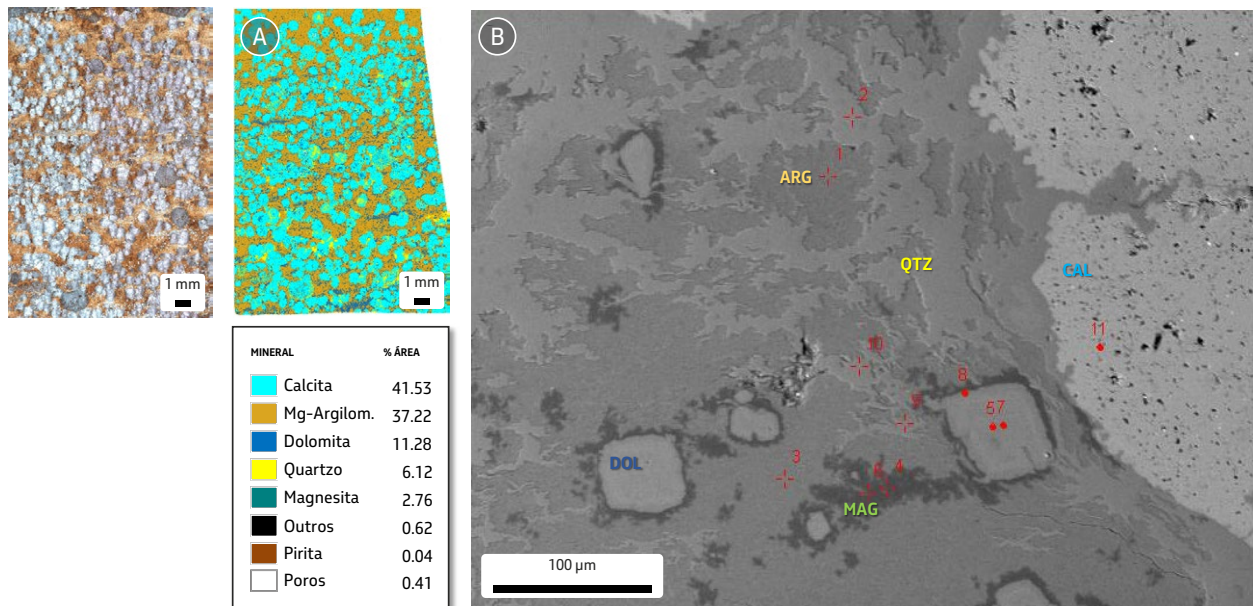 A
B
1 mm
1 mm
MINERAL % ÁREA
Calcita 41.53
Mg-Argilom. 37.22
Dolomita 11.28
Quartzo 6.12
Magnesita 2.76
Outros 0.62
Pirita 0.04
Poros 0.41
2
1
ARG
QTZ
CAL
11
10
8
9
57
DOL
3
6 4
MAG
100 µm